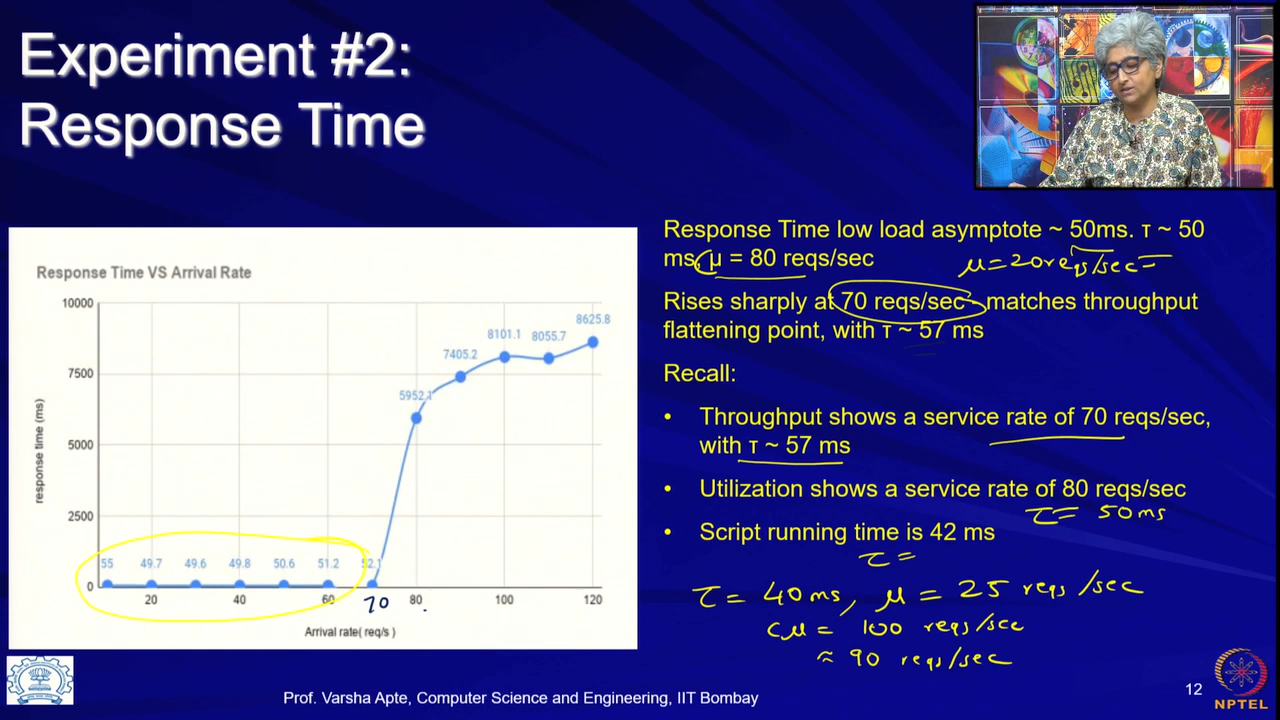 Experiment #2:
Response Time
Response Time low load asymptote ~ 50ms. τ ~ 50
ms, μ = 80 reqs/sec
μ = 20 reqs/sec
Rises sharply at 70 reqs/sec - matches throughput
flattening point, with τ ~ 57 ms
Recall:
• Throughput shows a service rate of 70 reqs/sec,
with τ ~ 57 ms
• Utilization shows a service rate of 80 reqs/sec
τ = 50ms
• Script running time is 42 ms
τ =
τ = 40ms, μ = 25 reqs/sec
cμ = 100 reqs/sec
≈ 90 reqs/sec
Response Time VS Arrival Rate
response time (ms)
10000
7500
5000
2500
0
55 49.7 49.6 49.8 50.6 51.2 52.1 5952.1 7405.2 8101.1 8055.7 8625.8
20 40 60 80 100 120
70
Arrival rate( req/s )
Prof. Varsha Apte, Computer Science and Engineering, IIT Bombay
12
NPTEL